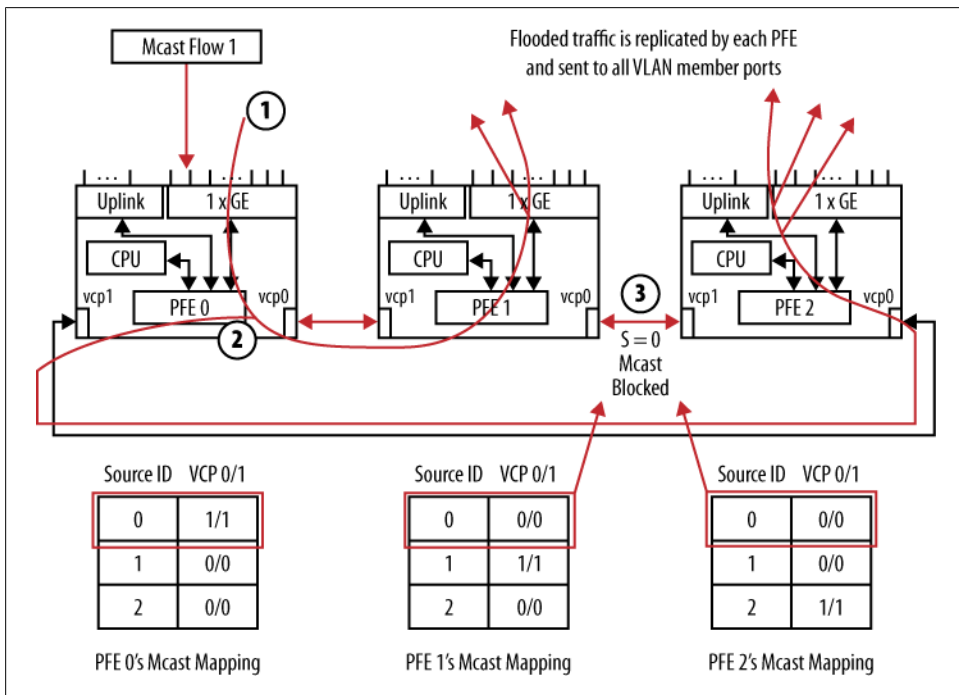 Mcast Flow 1
Flooded traffic is replicated by each PFE
and sent to all VLAN member ports
1
... ...
... ...
... ...
Uplink 1 x GE
Uplink 1 x GE
Uplink 1 x GE
CPU
CPU
CPU
vcp1 PFE 0 vcp0
vcp1 PFE 1 vcp0
vcp1 PFE 2 vcp0
2
3
S = 0
Mcast
Blocked
Source ID VCP 0/1
0 1/1
1 0/0
2 0/0
PFE 0's Mcast Mapping
Source ID VCP 0/1
0 0/0
1 1/1
2 0/0
PFE 1's Mcast Mapping
Source ID VCP 0/1
0 0/0
1 0/0
2 1/1
PFE 2's Mcast Mapping